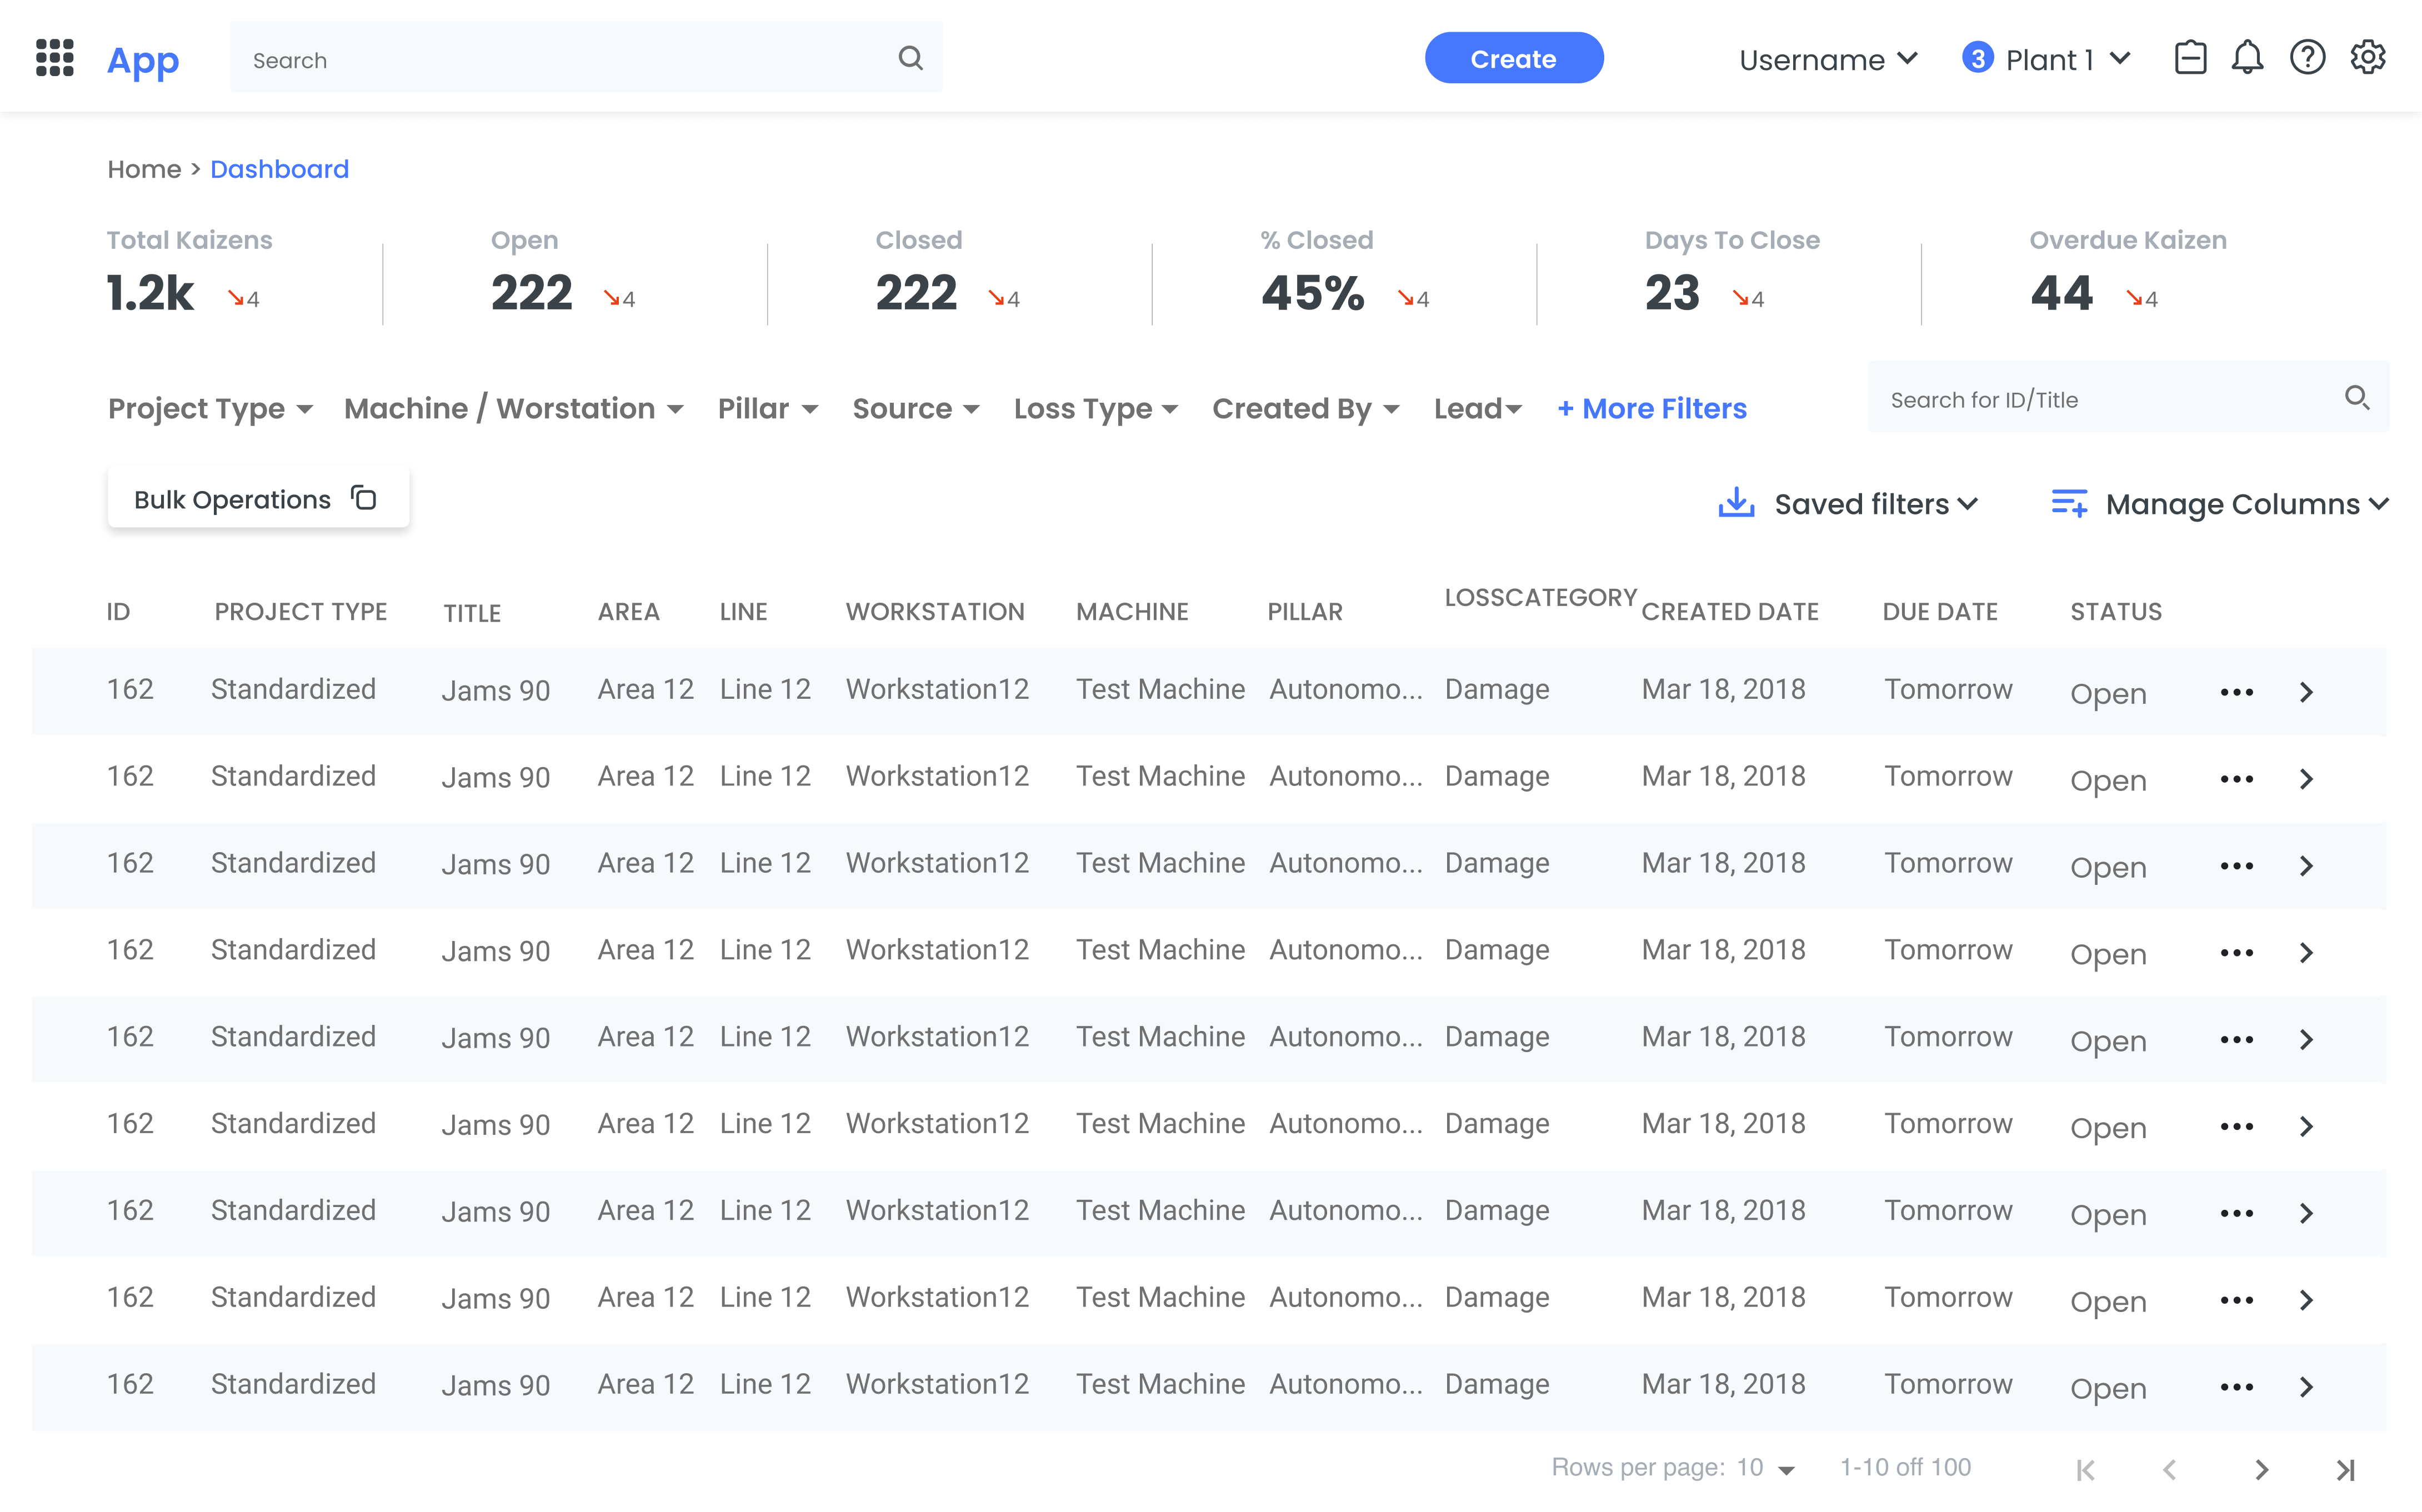 App Search Create Username 3 Plant 1
Home > Dashboard
Total Kaizens Open Closed % Closed Days To Close Overdue Kaizen
1.2k 4 222 4 222 4 45% 4 23 4 44 4
Project Type Machine / Worstation Pillar Source Loss Type Created By Lead + More Filters Search for ID/Title
Bulk Operations Saved filters Manage Columns
ID PROJECT TYPE TITLE AREA LINE WORKSTATION MACHINE PILLAR LOSSCATEGORY CREATED DATE DUE DATE STATUS
162 Standardized Jams 90 Area 12 Line 12 Workstation12 Test Machine Autonomo... Damage Mar 18, 2018 Tomorrow Open
162 Standardized Jams 90 Area 12 Line 12 Workstation12 Test Machine Autonomo... Damage Mar 18, 2018 Tomorrow Open
162 Standardized Jams 90 Area 12 Line 12 Workstation12 Test Machine Autonomo... Damage Mar 18, 2018 Tomorrow Open
162 Standardized Jams 90 Area 12 Line 12 Workstation12 Test Machine Autonomo... Damage Mar 18, 2018 Tomorrow Open
162 Standardized Jams 90 Area 12 Line 12 Workstation12 Test Machine Autonomo... Damage Mar 18, 2018 Tomorrow Open
162 Standardized Jams 90 Area 12 Line 12 Workstation12 Test Machine Autonomo... Damage Mar 18, 2018 Tomorrow Open
162 Standardized Jams 90 Area 12 Line 12 Workstation12 Test Machine Autonomo... Damage Mar 18, 2018 Tomorrow Open
162 Standardized Jams 90 Area 12 Line 12 Workstation12 Test Machine Autonomo... Damage Mar 18, 2018 Tomorrow Open
162 Standardized Jams 90 Area 12 Line 12 Workstation12 Test Machine Autonomo... Damage Mar 18, 2018 Tomorrow Open
Rows per page: 10 1-10 off 100